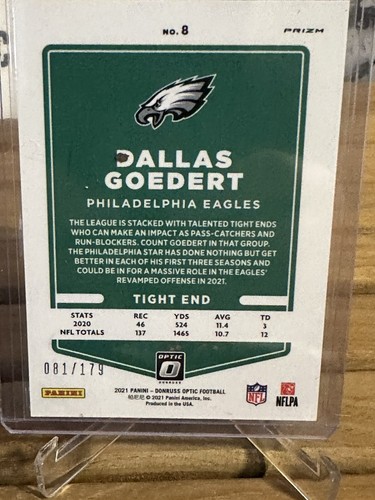 NO. 8
PRIZM
DALLAS
GOEDERT
PHILADELPHIA EAGLES
THE LEAGUE IS STACKED WITH TALENTED TIGHT ENDS
WHO CAN MAKE AN IMPACT AS PASS-CATCHERS AND
RUN-BLOCKERS. COUNT GOEDERT IN THAT GROUP.
THE PHILADELPHIA STAR HAS DONE NOTHING BUT GET
BETTER IN EACH OF HIS FIRST THREE SEASONS AND
COULD BE IN FOR A MASSIVE ROLE IN THE EAGLES'
REVAMPED OFFENSE IN 2021.
TIGHT END
STATS REC YDS AVG TD
2020 46 524 11.4 3
NFL TOTALS 137 1465 10.7 12
081/179
OPTIC
DONRUSS
PANINI
2021 PANINI – DONRUSS OPTIC FOOTBALL
帕尼尼 © 2021 Panini America, Inc.
Produced in the USA.
NFL
NFLPA